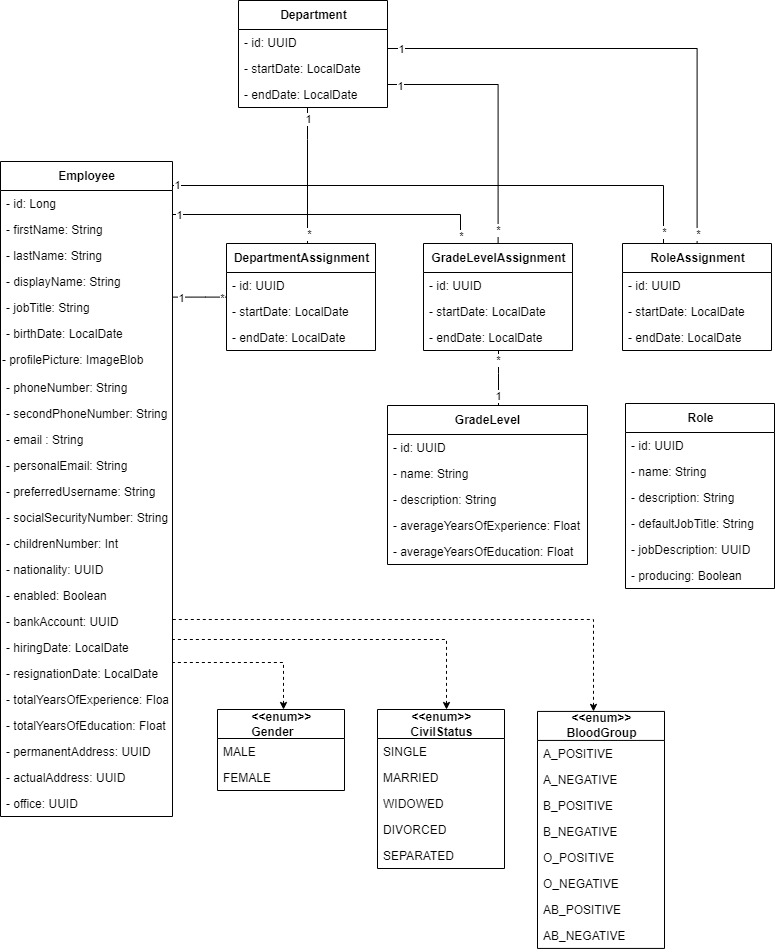 Department
- id: UUID
- startDate: LocalDate
- endDate: LocalDate
1
1
1
Employee
- id: Long
- firstName: String
- lastName: String
- displayName: String
- jobTitle: String
- birthDate: LocalDate
- profilePicture: ImageBlob
- phoneNumber: String
- secondPhoneNumber: String
- email : String
- personalEmail: String
- preferredUsername: String
- socialSecurityNumber: String
- childrenNumber: Int
- nationality: UUID
- enabled: Boolean
- bankAccount: UUID
- hiringDate: LocalDate
- resignationDate: LocalDate
- totalYearsOfExperience: Floa
- totalYearsOfEducation: Float
- permanentAddress: UUID
- actualAddress: UUID
- office: UUID
1
1
1
*
*
*
*
*
*
DepartmentAssignment
- id: UUID
- startDate: LocalDate
- endDate: LocalDate
GradeLevelAssignment
- id: UUID
- startDate: LocalDate
- endDate: LocalDate
*
1
RoleAssignment
- id: UUID
- startDate: LocalDate
- endDate: LocalDate
GradeLevel
- id: UUID
- name: String
- description: String
- averageYearsOfExperience: Float
- averageYearsOfEducation: Float
Role
- id: UUID
- name: String
- description: String
- defaultJobTitle: String
- jobDescription: UUID
- producing: Boolean
<<enum>>
Gender
MALE
FEMALE
<<enum>>
CivilStatus
SINGLE
MARRIED
WIDOWED
DIVORCED
SEPARATED
<<enum>>
BloodGroup
A_POSITIVE
A_NEGATIVE
B_POSITIVE
B_NEGATIVE
O_POSITIVE
O_NEGATIVE
AB_POSITIVE
AB_NEGATIVE